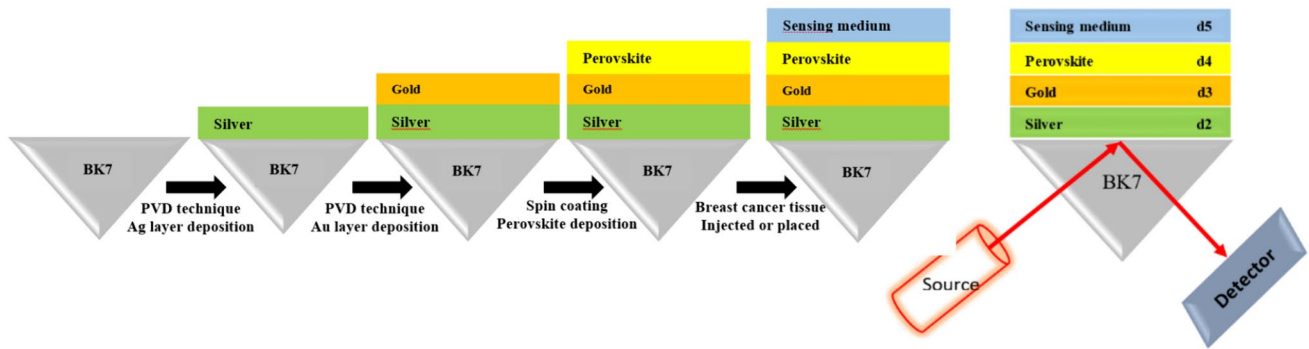 BK7
PVD technique
Ag layer deposition
Silver
BK7
PVD technique
Au layer deposition
Gold
Silver
BK7
Spin coating
Perovskite deposition
Perovskite
Gold
Silver
BK7
Breast cancer tissue
Injected or placed
Sensing medium
Perovskite
Gold
Silver
BK7
Sensing medium d5
Perovskite d4
Gold d3
Silver d2
BK7
Source
Detector